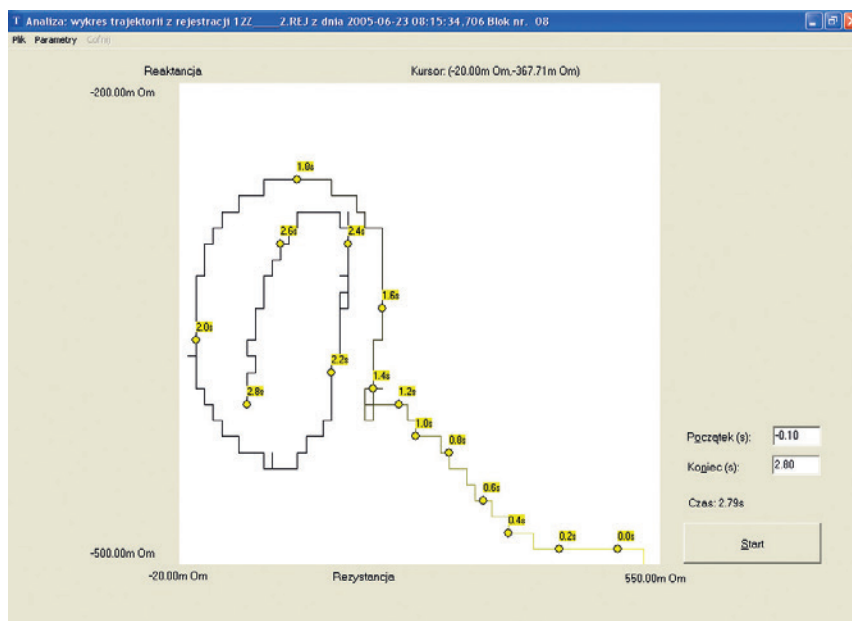 T Analiza: wykres trajektorii z rejestracji 1ZZ____2.REJ z dnia 2005-06-23 08:15:34,706 Blok nr. 08
Plik Parametry Cofnij
Reaktancja
Kursor: (-20.00m Om,-367.71m Om)
-200.00m Om
1.8s
2.6s
2.4s
1.6s
2.0s
2.2s
1.4s
2.8s
1.2s
1.0s
0.8s
0.6s
0.4s
0.2s
0.0s
Początek (s): -0.10
Koniec (s): 2.80
Czas: 2.79s
Start
-500.00m Om
-20.00m Om
Rezystancja
550.00m Om